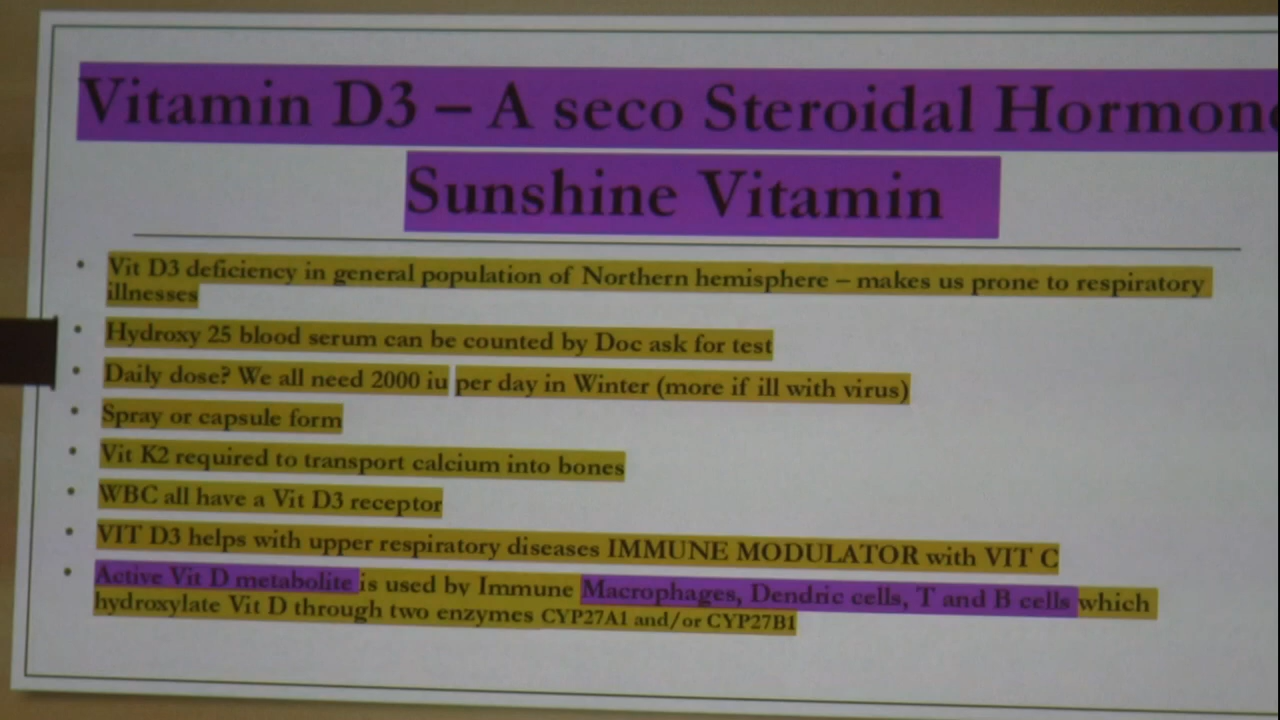 Vitamin D3 – A seco Steroidal Hormone
Sunshine Vitamin
• Vit D3 deficiency in general population of Northern hemisphere – makes us prone to respiratory
illnesses
• Hydroxy 25 blood serum can be counted by Doc ask for test
• Daily dose? We all need 2000 iu per day in Winter (more if ill with virus)
• Spray or capsule form
• Vit K2 required to transport calcium into bones
• WBC all have a Vit D3 receptor
• VIT D3 helps with upper respiratory diseases IMMUNE MODULATOR with VIT C
• Active Vit D metabolite is used by Immune Macrophages, Dendric cells, T and B cells which
hydroxylate Vit D through two enzymes CYP27A1 and/or CYP27B1